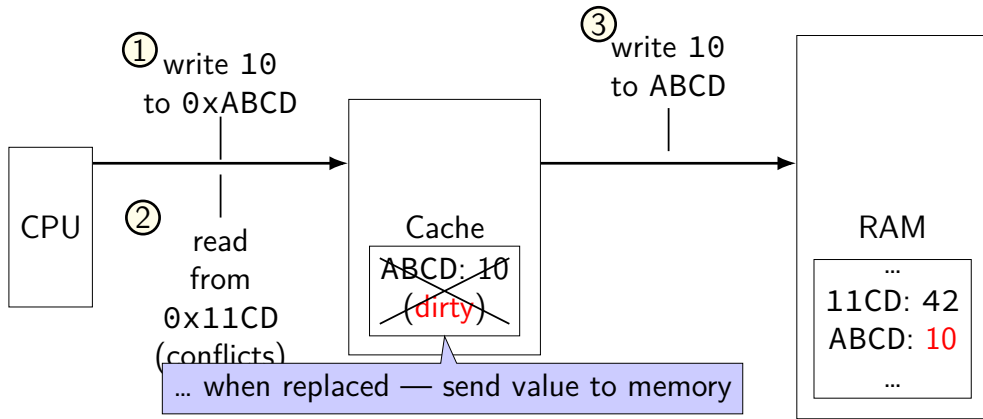 ①
write 10
to 0xABCD
③
write 10
to ABCD
CPU
②
read
from
0x11CD
(conflicts)
Cache
ABCD: 10
(dirty)
RAM
...
11CD: 42
ABCD: 10
...
... when replaced — send value to memory